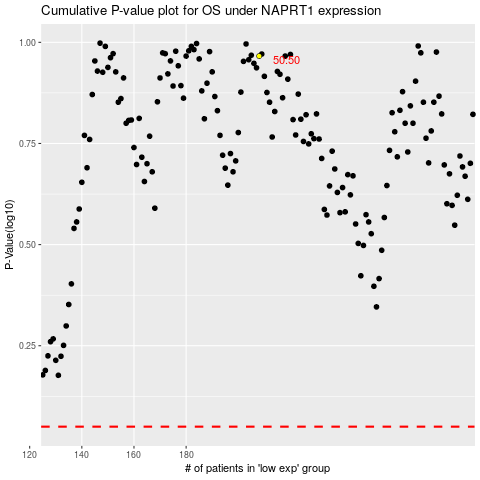 Cumulative P-value plot for OS under NAPRT1 expression
1.00
50:50
0.75
P-Value(log10)
0.50
0.25
120 140 160 180
# of patients in 'low exp' group